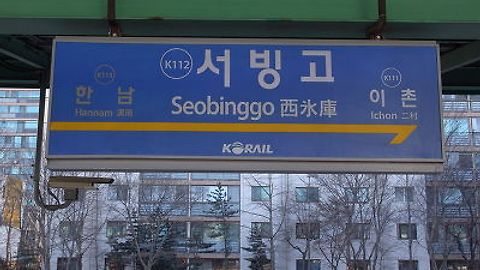 K112 서빙고
K113 한남
Seobinggo 西氷庫
K111 이촌
Hannam 漢南
Ichon 二村
KORAIL